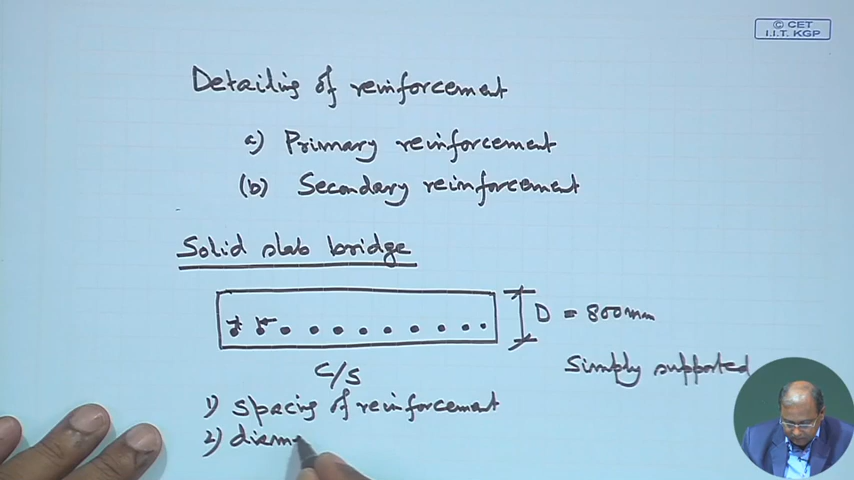 © CET
I.I.T. KGP
Detailing of reinforcement
a) Primary reinforcement
(b) Secondary reinforcement
Solid slab bridge
D = 800mm
C/S
Simply supported
1) spacing of reinforcement
2) diam